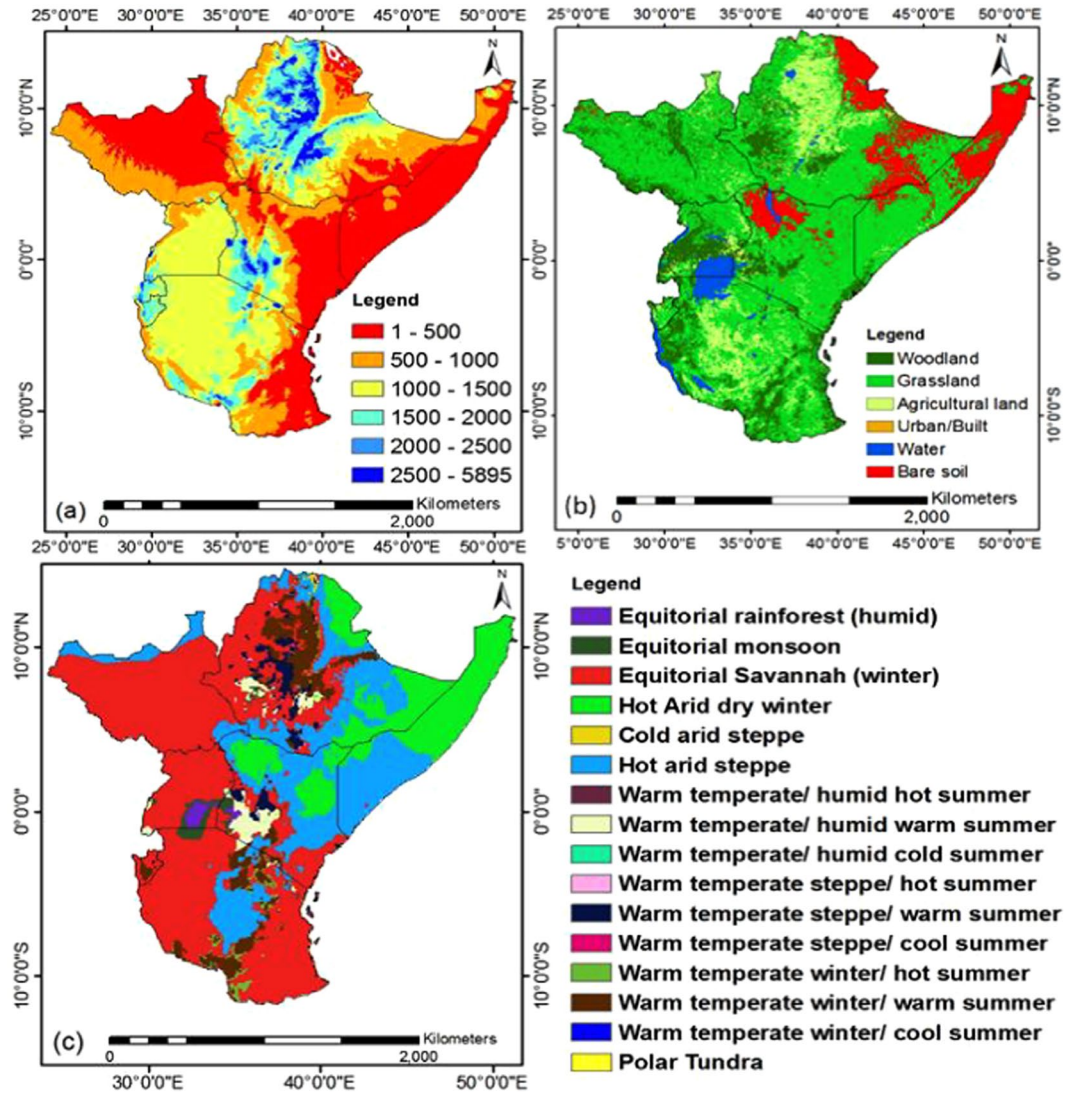 25°0'0"E 30°0'0"E 35°0'0"E 40°0'0"E 45°0'0"E 50°0'0"E
25°0'0"E 30°0'0"E 35°0'0"E 40°0'0"E 45°0'0"E 50°0'0"E
N
10°0'0"N
0°0'0"
10°0'0"S
Legend
1 - 500
500 - 1000
1000 - 1500
1500 - 2000
2000 - 2500
2500 - 5895
(a)
Kilometers
0 2,000
N
10°0'0"N
0°0'0"
10°0'0"S
10°0'0"N
0°0'0"
10°0'0"S
Legend
Woodland
Grassland
Agricultural land
Urban/Built
Water
Bare soil
(b)
Kilometers
0 2,000
25°0'0"E 30°0'0"E 35°0'0"E 40°0'0"E 45°0'0"E 50°0'0"E
25°0'0"E 30°0'0"E 35°0'0"E 40°0'0"E 45°0'0"E 50°0'0"E
N
10°0'0"N
0°0'0"
10°0'0"S
(c)
Kilometers
0 2,000
30°0'0"E 40°0'0"E 50°0'0"E
Legend
Equitorial rainforest (humid)
Equitorial monsoon
Equitorial Savannah (winter)
Hot Arid dry winter
Cold arid steppe
Hot arid steppe
Warm temperate/ humid hot summer
Warm temperate/ humid warm summer
Warm temperate/ humid cold summer
Warm temperate steppe/ hot summer
Warm temperate steppe/ warm summer
Warm temperate steppe/ cool summer
Warm temperate winter/ hot summer
Warm temperate winter/ warm summer
Warm temperate winter/ cool summer
Polar Tundra